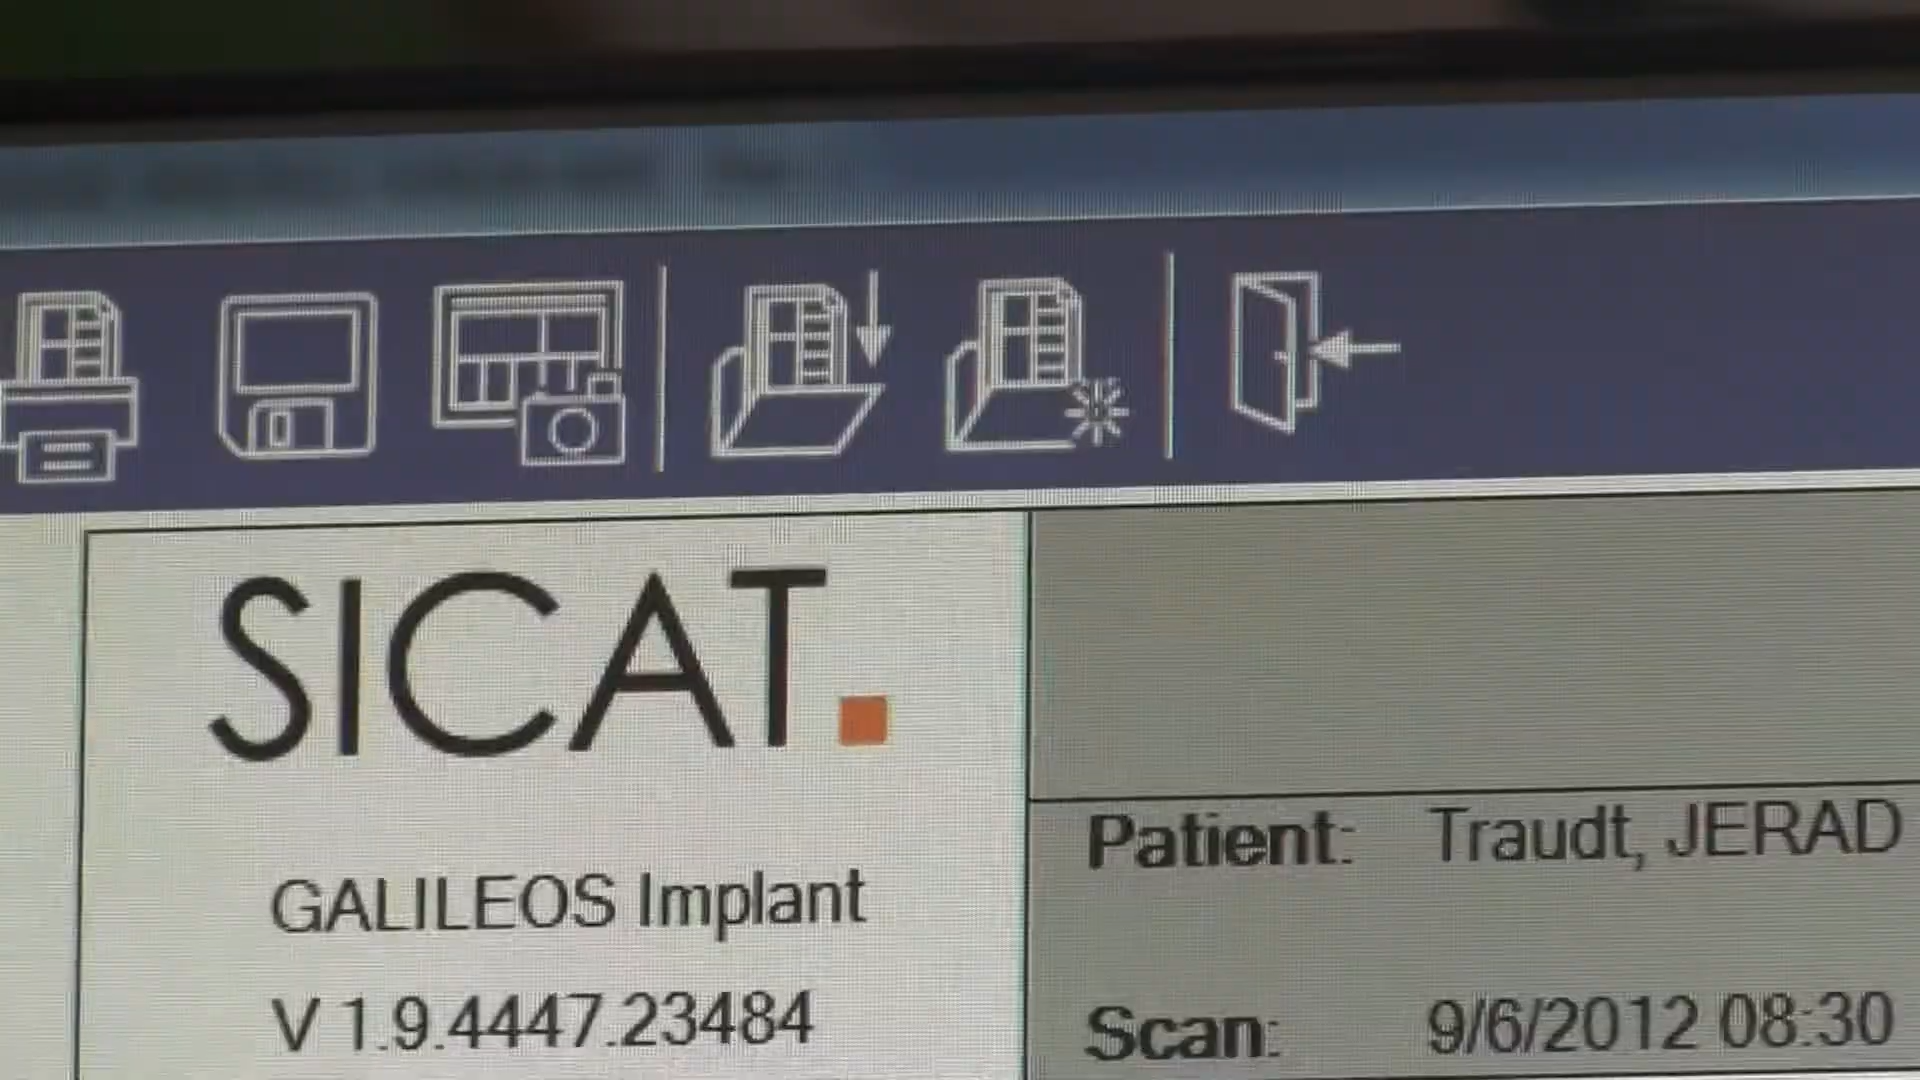 SICAT.
GALILEOS Implant
V 1.9.4447.23484
Patient: Traudt, JERAD
Scan: 9/6/2012 08:30